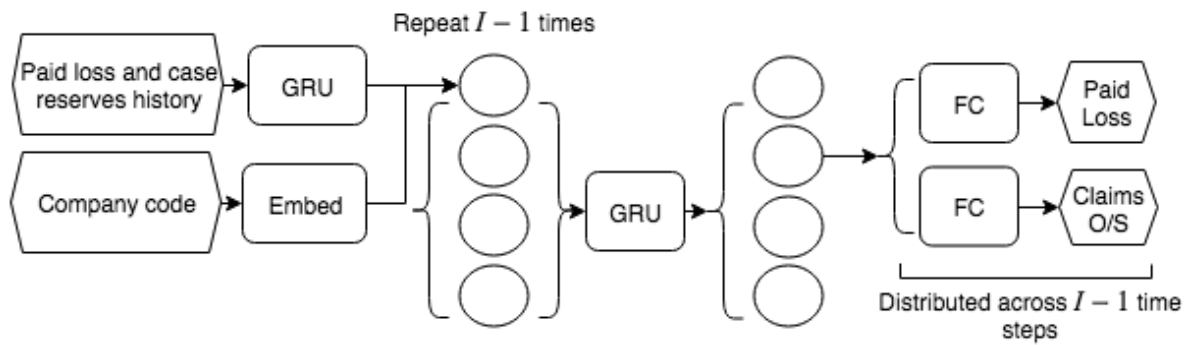 Repeat I − 1 times
Paid loss and case
reserves history
GRU
Company code
Embed
GRU
FC
Paid
Loss
FC
Claims
O/S
Distributed across I − 1 time
steps